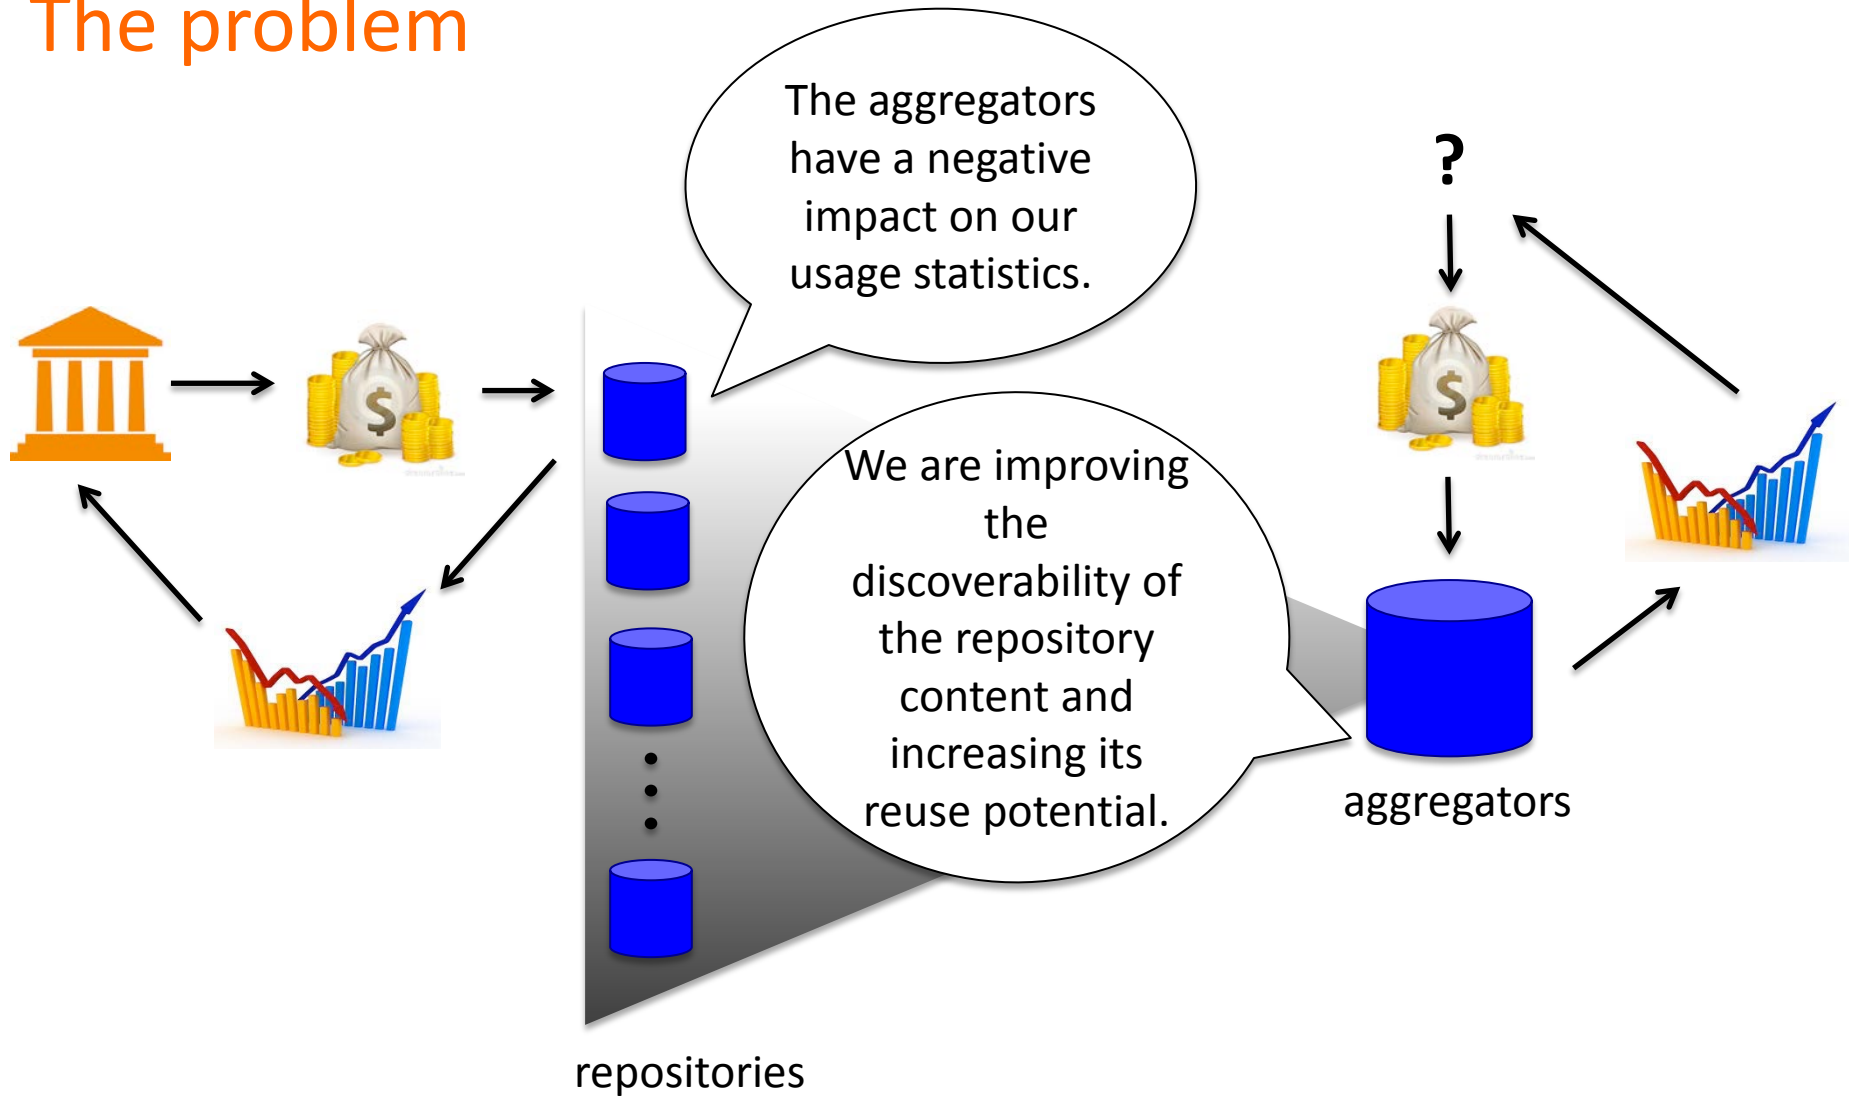 The problem
The aggregators
have a negative
impact on our
usage statistics.
?
$
$
We are improving
the
discoverability of
the repository
content and
increasing its
reuse potential.
aggregators
repositories